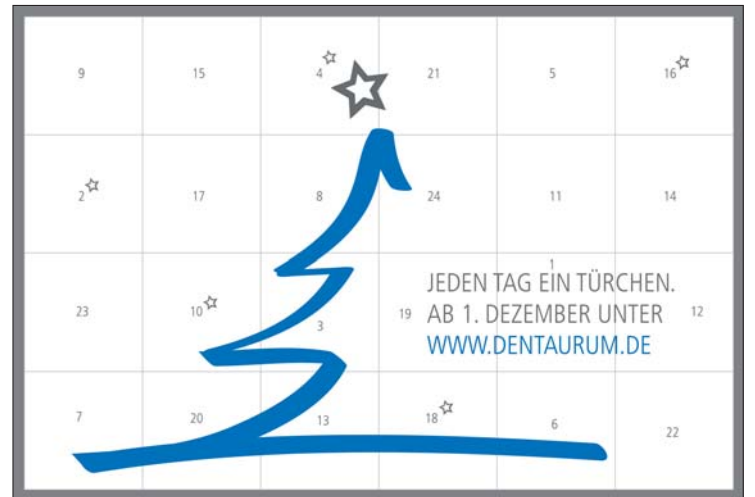 9 15 4 21 5 16
2 17 8 24 11 14
1
JEDEN TAG EIN TÜRCHEN.
23 10 3 19 AB 1. DEZEMBER UNTER 12
WWW.DENTAURUM.DE
7 20 13 18 6 22